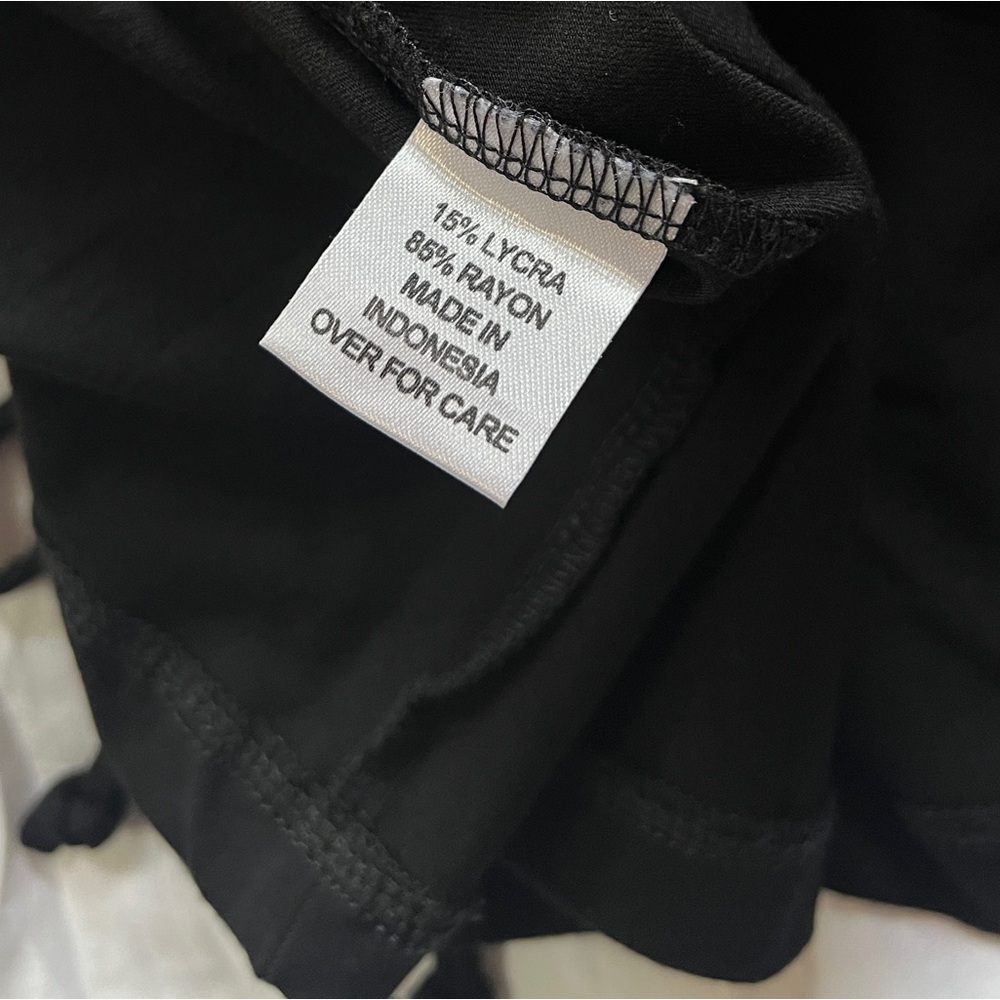 15% LYCRA
85% RAYON
MADE IN
INDONESIA
OVER FOR CARE